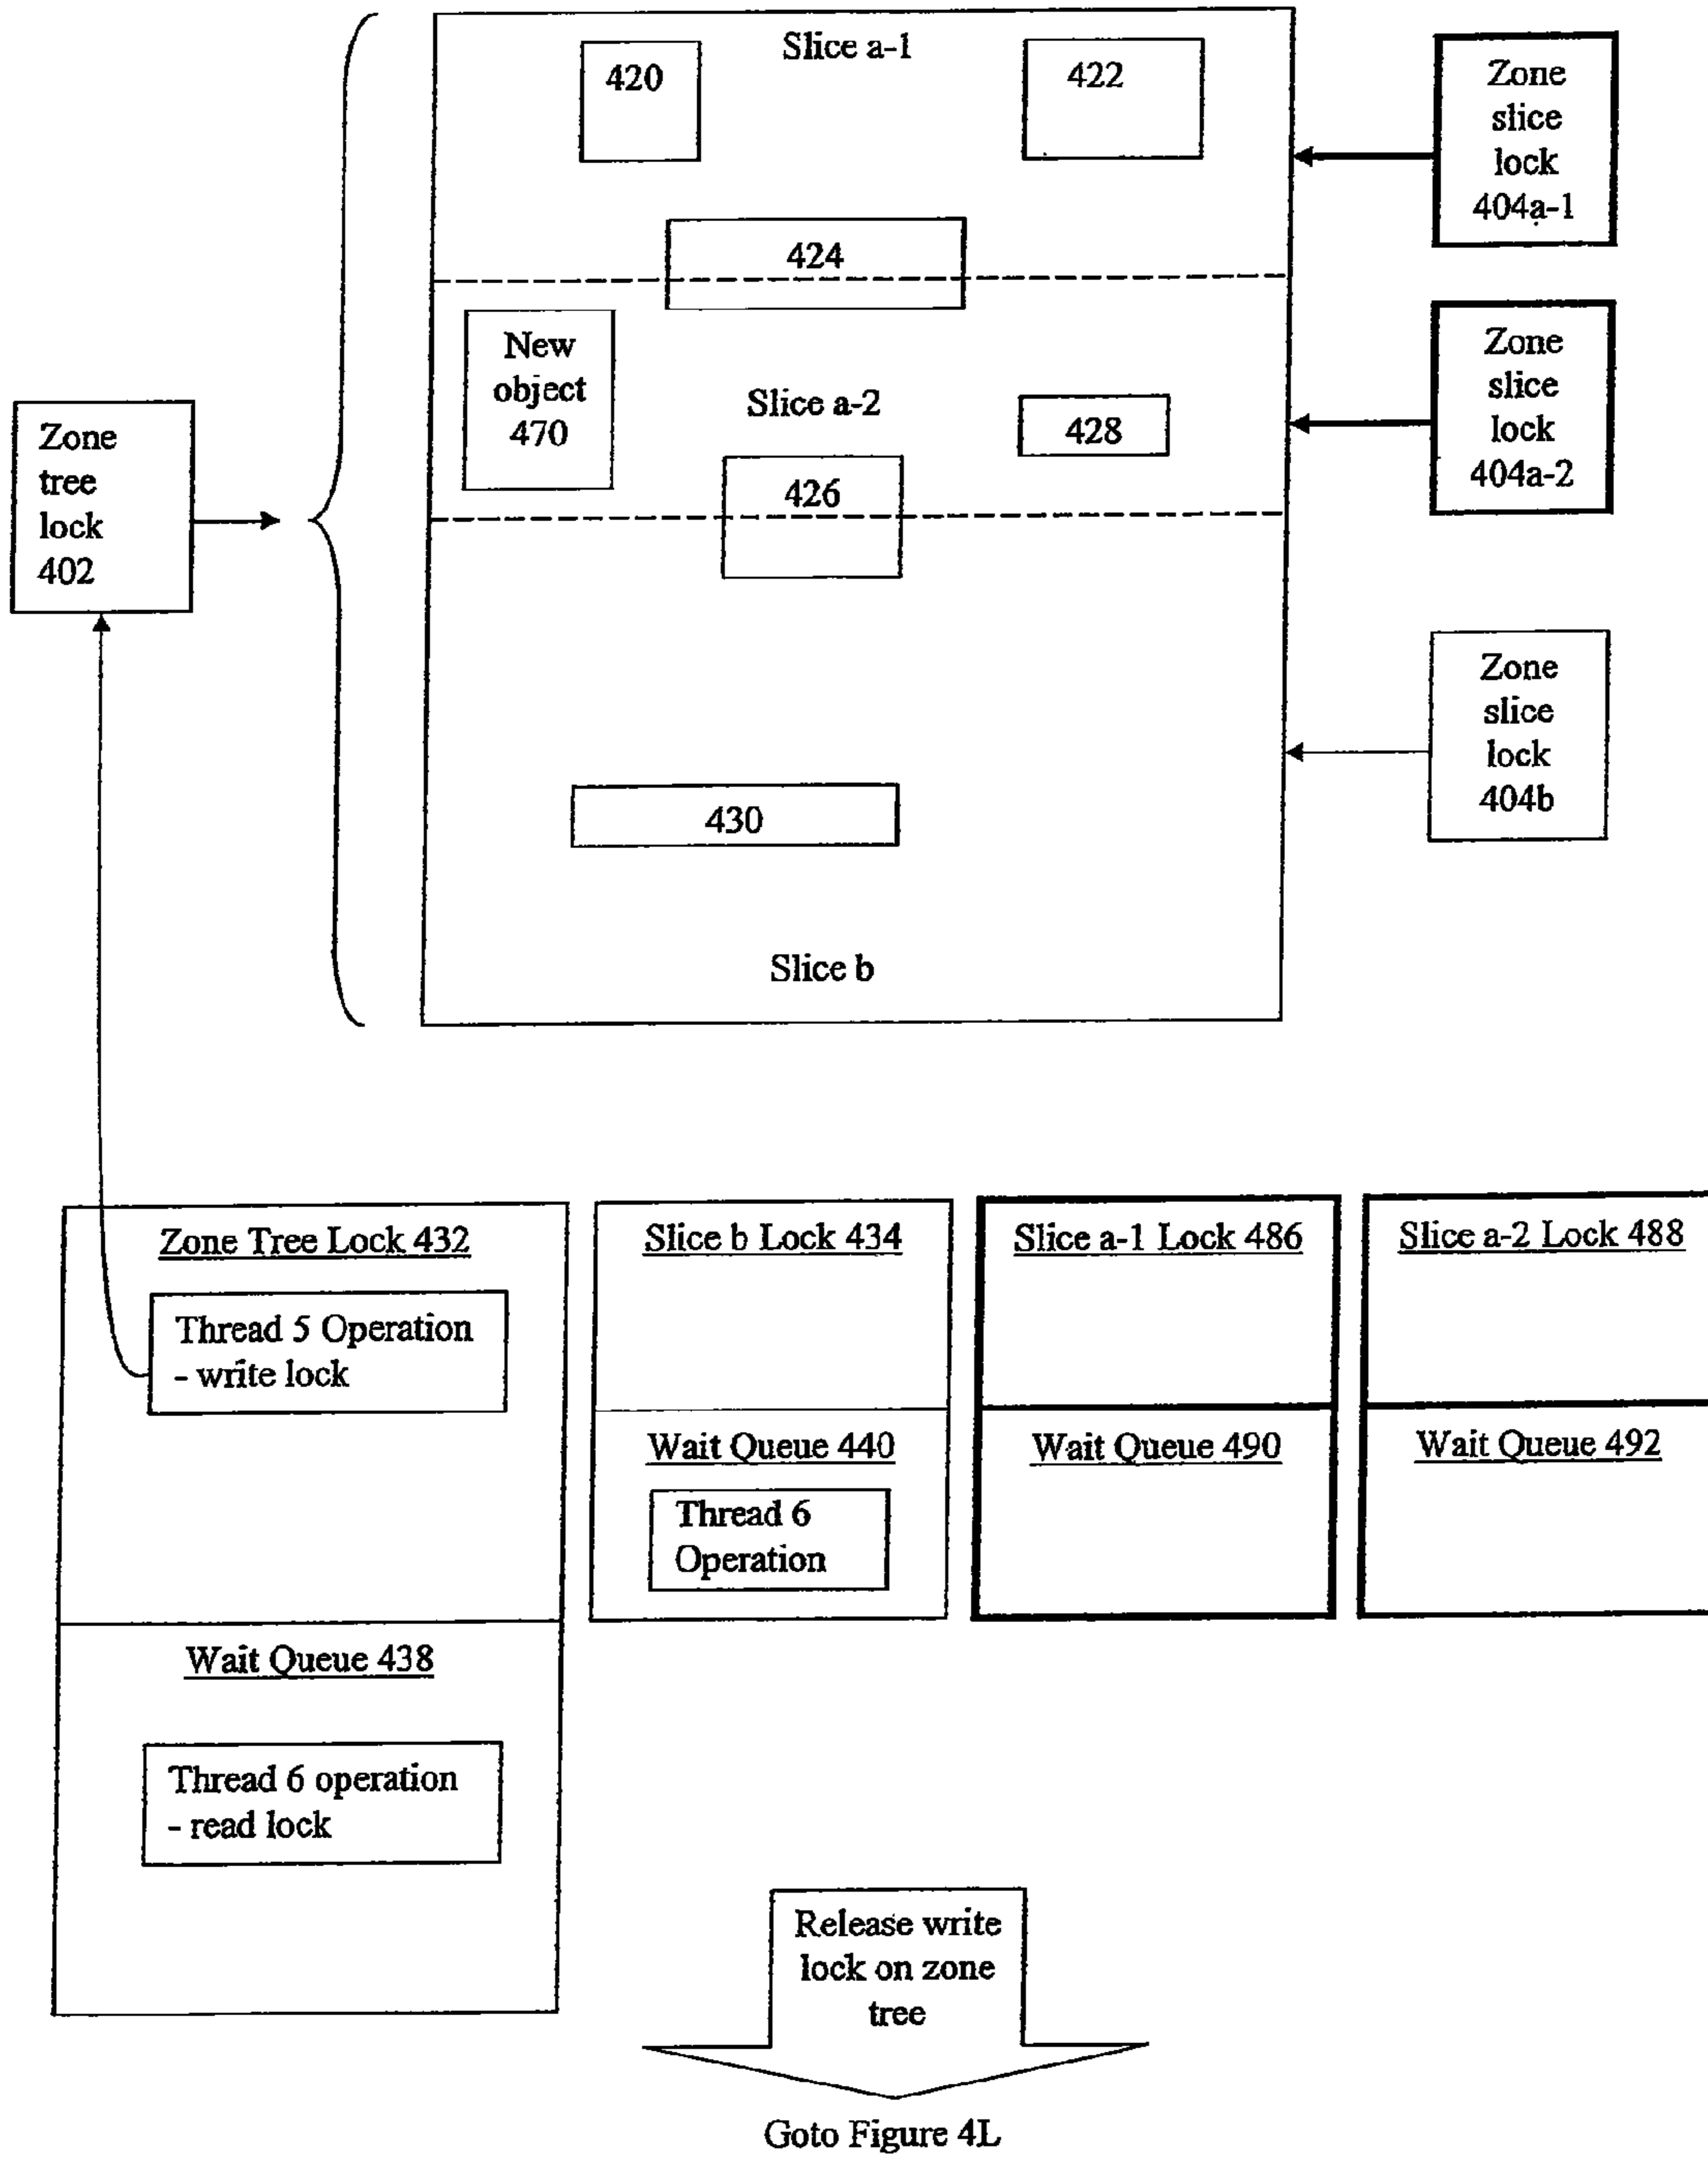 Slice a-1
420
422
Zone
slice
lock
404a-1
424
New
object
470
Slice a-2
428
Zone
slice
lock
404a-2
Zone
tree
lock
402
426
Zone
slice
lock
404b
430
Slice b
Zone Tree Lock 432
Thread 5 Operation
- write lock
Slice b Lock 434
Slice a-1 Lock 486
Slice a-2 Lock 488
Wait Queue 440
Thread 6
Operation
Wait Queue 490
Wait Queue 492
Wait Queue 438
Thread 6 operation
- read lock
Release write
lock on zone
tree
Goto Figure 4L